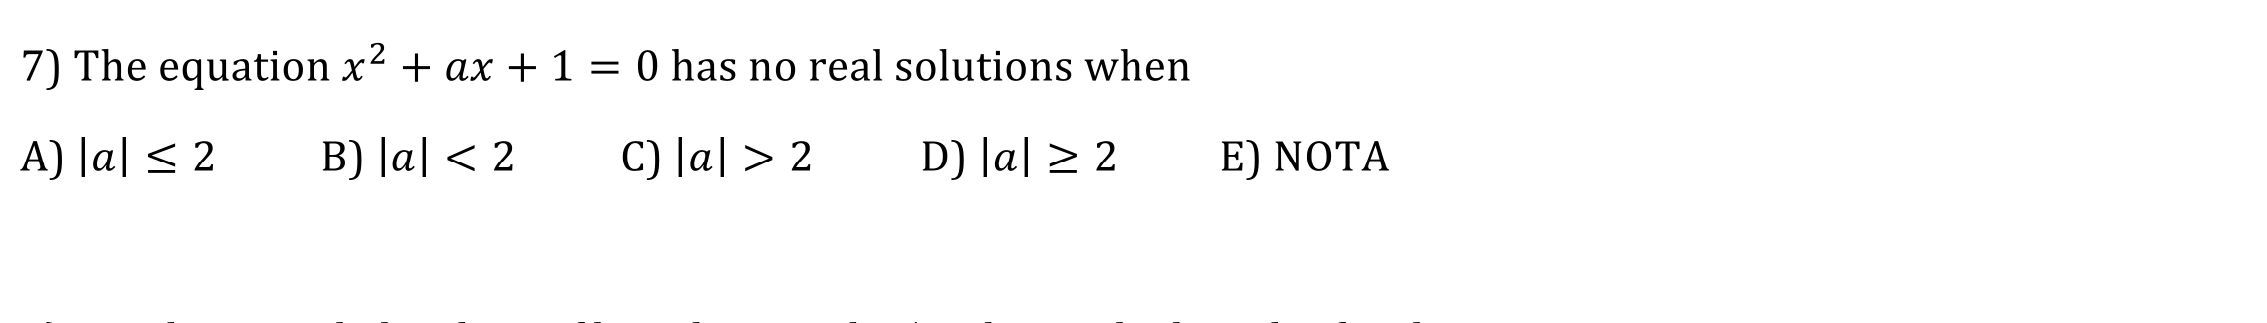 7) The equation x² + ax + 1 = 0 has no real solutions when
A) |a| ≤ 2 B) |a| < 2 C) |a| > 2 D) |a| ≥ 2 E) NOTA